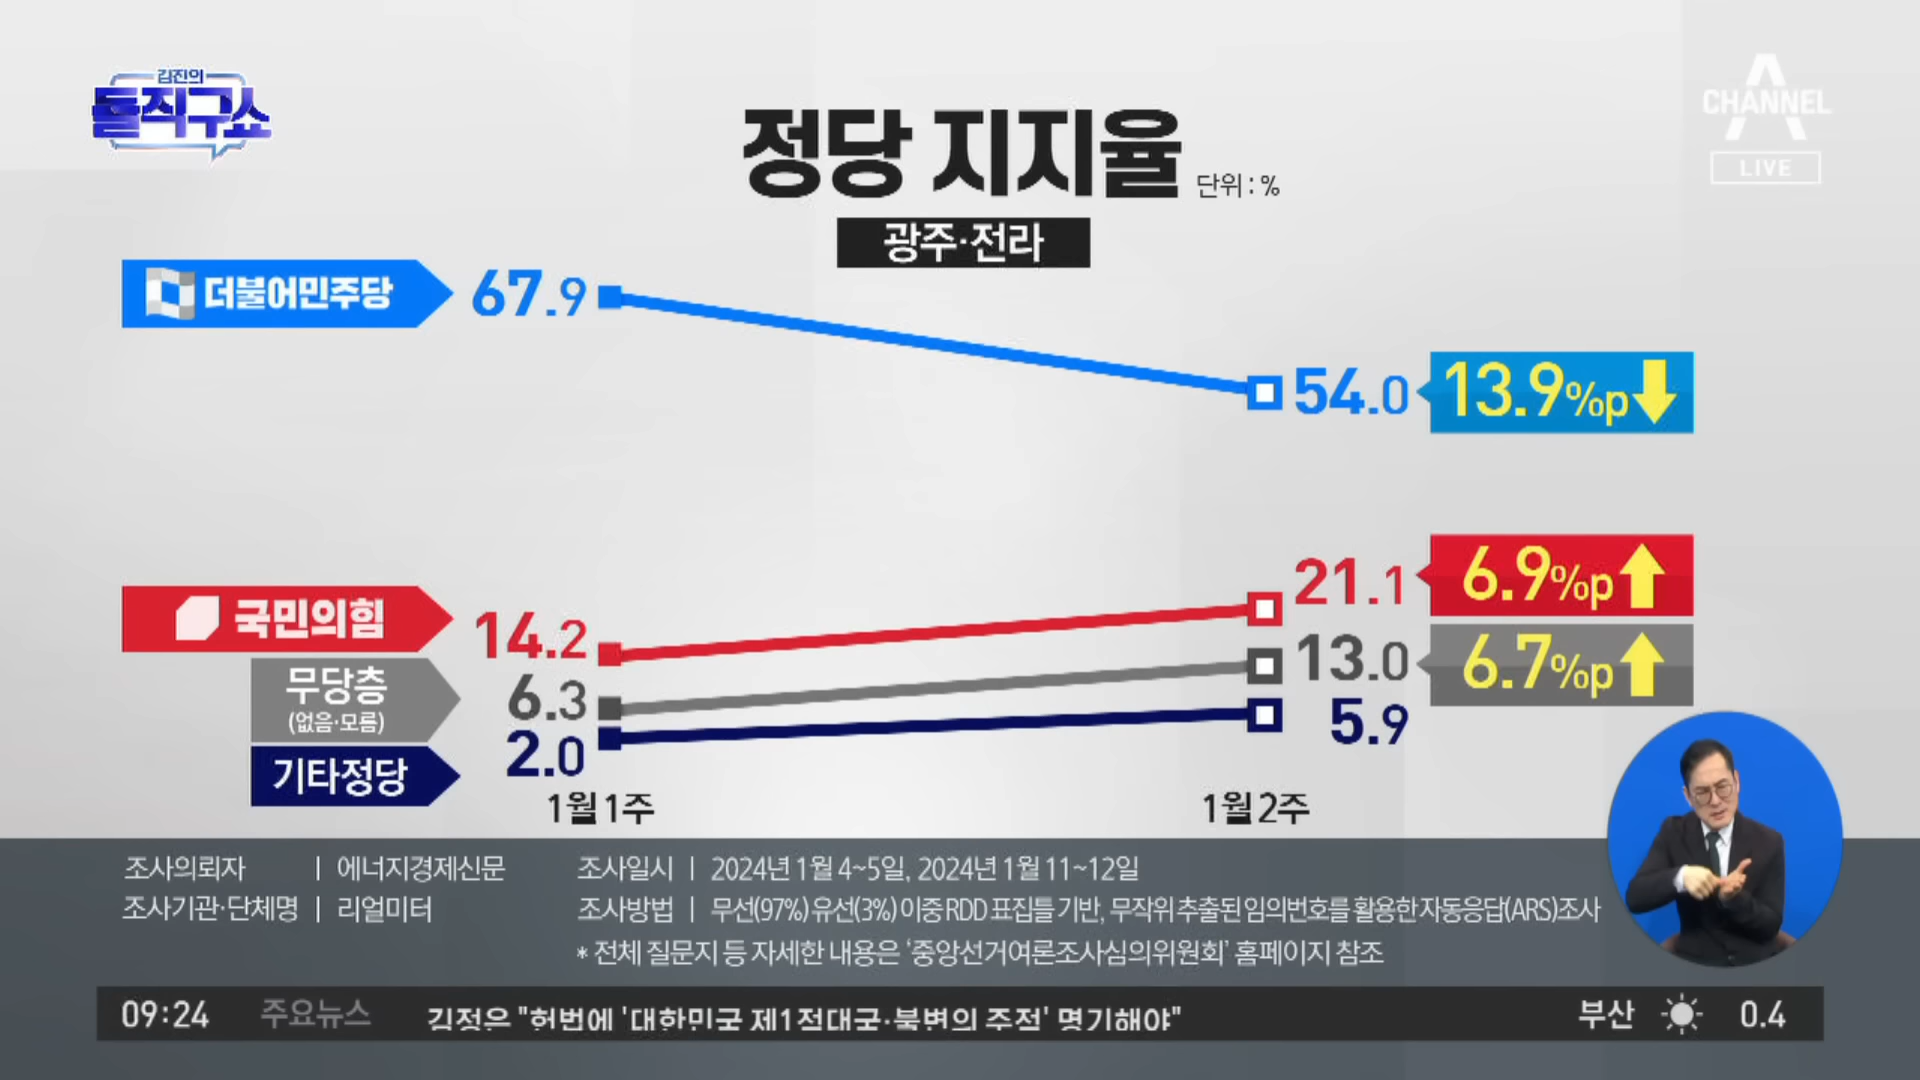 김진의
돌직구쇼
CHANNEL A
LIVE
정당 지지율 단위 : %
광주·전라
더불어민주당 67.9
54.0 13.9%p
국민의힘 14.2
21.1 6.9%p
무당층
(없음·모름)
6.3
13.0 6.7%p
기타정당 2.0
5.9
1월 1주
1월 2주
조사의뢰자 | 에너지경제신문
조사기관·단체명 | 리얼미터
조사일시 | 2024년 1월 4~5일, 2024년 1월 11~12일
조사방법 | 무선(97%) 유선(3%) 이중 RDD 표집틀 기반, 무작위 추출된 임의번호를 활용한 자동응답(ARS)조사
* 전체 질문지 등 자세한 내용은 '중앙선거여론조사심의위원회' 홈페이지 참조
09:24 주요뉴스 김정은 "헌법에 '대한민국 제1적대국·불변의 주적' 명기해야" 부산 0.4